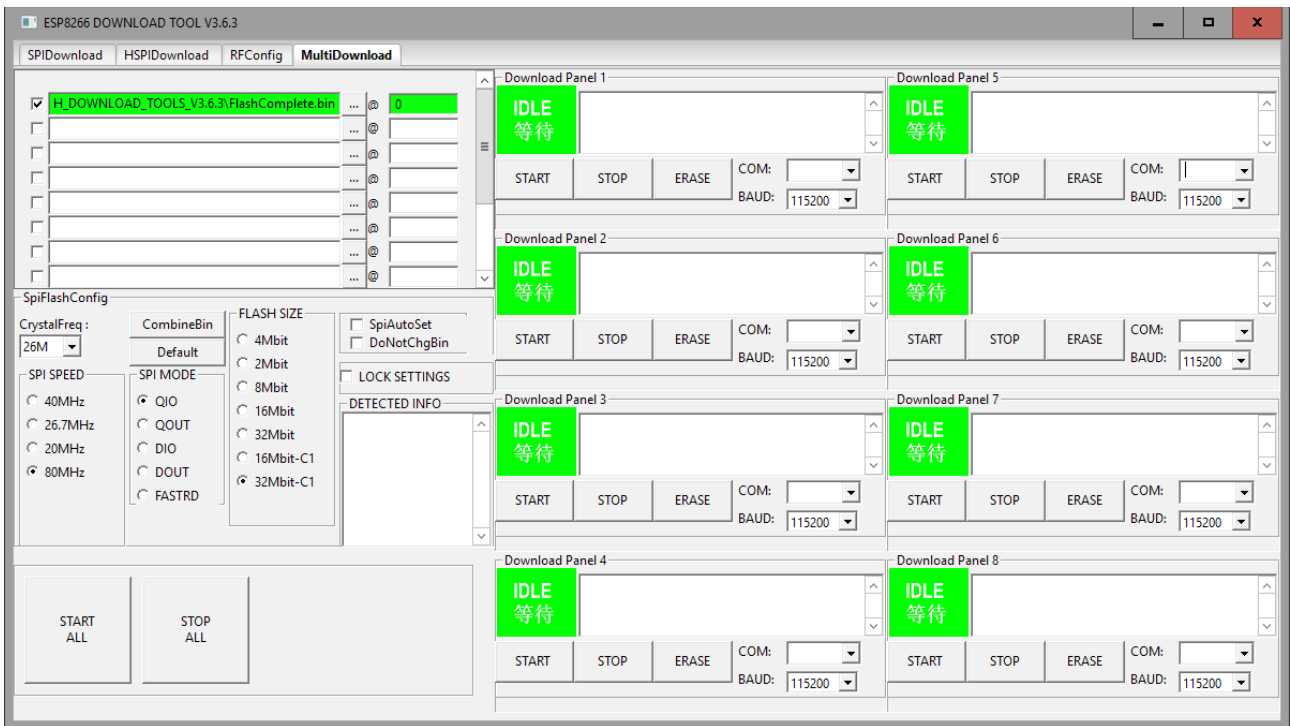 ESP8266 DOWNLOAD TOOL V3.6.3
SPIDownload HSPIDownload RFConfig MultiDownload
H_DOWNLOAD_TOOLS_V3.6.3\FlashComplete.bin ... @ 0
... @
... @
... @
... @
... @
... @
... @
SpiFlashConfig
CrystalFreq :
26M
CombineBin
Default
SPI SPEED
40MHz
26.7MHz
20MHz
80MHz
SPI MODE
QIO
QOUT
DIO
DOUT
FASTRD
FLASH SIZE
4Mbit
2Mbit
8Mbit
16Mbit
32Mbit
16Mbit-C1
32Mbit-C1
SpiAutoSet
DoNotChgBin
LOCK SETTINGS
DETECTED INFO
START
ALL
STOP
ALL
Download Panel 1
IDLE
等待
START STOP ERASE COM:
BAUD: 115200
Download Panel 2
IDLE
等待
START STOP ERASE COM:
BAUD: 115200
Download Panel 3
IDLE
等待
START STOP ERASE COM:
BAUD: 115200
Download Panel 4
IDLE
等待
START STOP ERASE COM:
BAUD: 115200
Download Panel 5
IDLE
等待
START STOP ERASE COM:
BAUD: 115200
Download Panel 6
IDLE
等待
START STOP ERASE COM:
BAUD: 115200
Download Panel 7
IDLE
等待
START STOP ERASE COM:
BAUD: 115200
Download Panel 8
IDLE
等待
START STOP ERASE COM:
BAUD: 115200